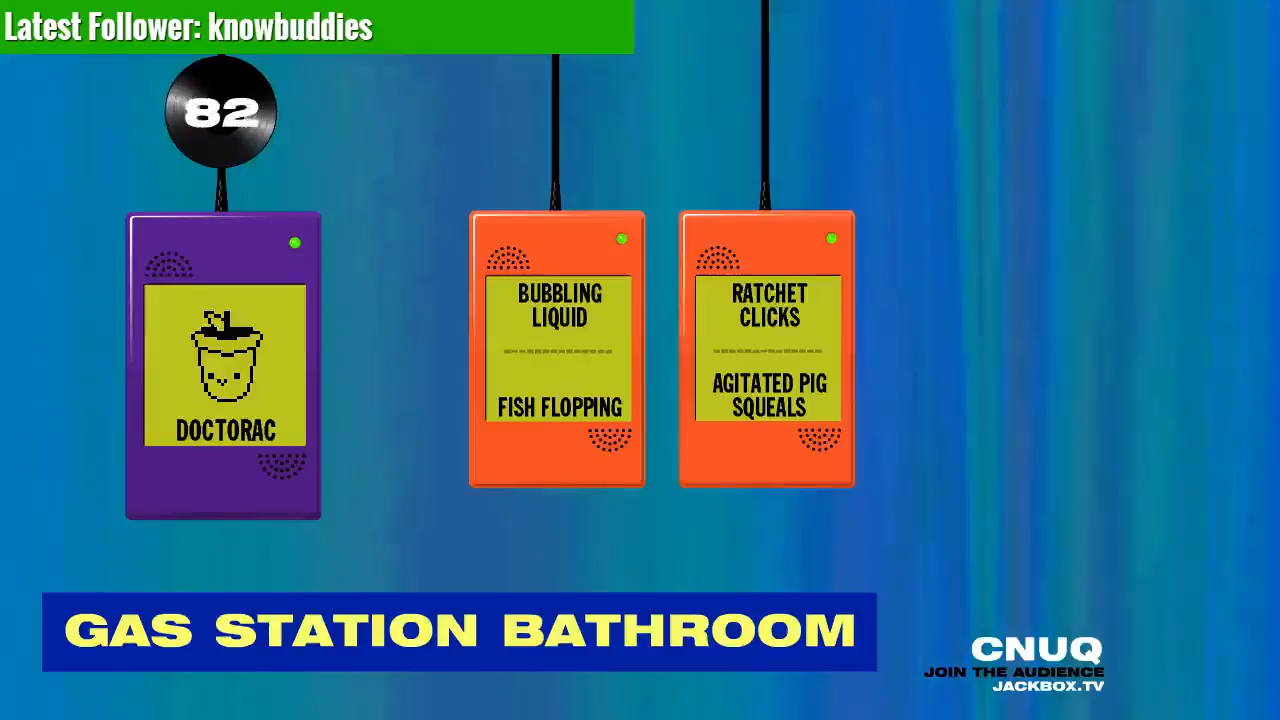 Latest Follower: knowbuddies
82
DOCTORAC
BUBBLING
LIQUID
FISH FLOPPING
RATCHET
CLICKS
AGITATED PIG
SQUEALS
GAS STATION BATHROOM
CNUQ
JOIN THE AUDIENCE
JACKBOX.TV